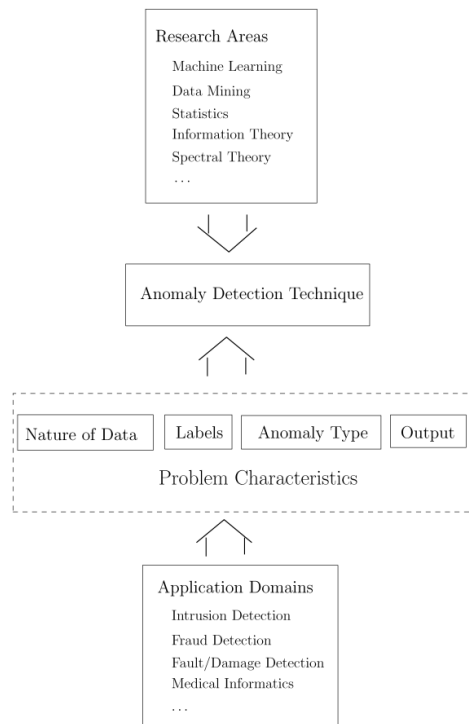 Research Areas
Machine Learning
Data Mining
Statistics
Information Theory
Spectral Theory
...
Anomaly Detection Technique
Nature of Data
Labels
Anomaly Type
Output
Problem Characteristics
Application Domains
Intrusion Detection
Fraud Detection
Fault/Damage Detection
Medical Informatics
...